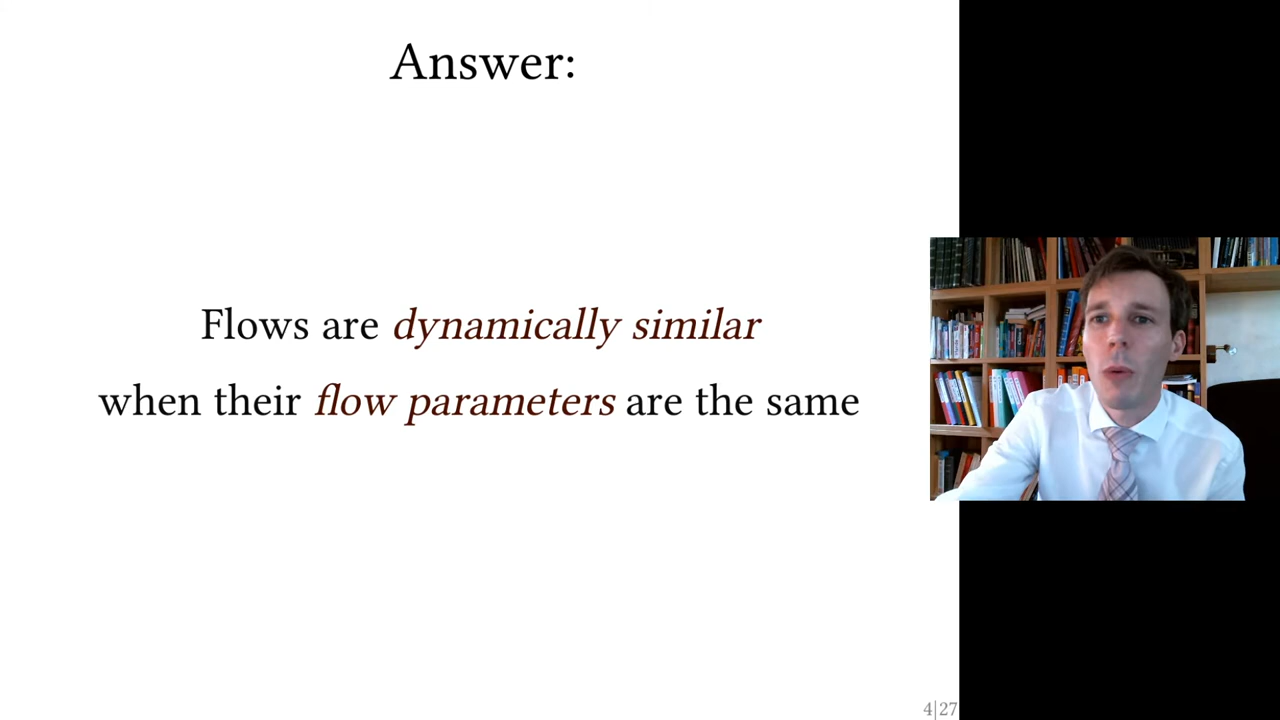 Answer:
Flows are dynamically similar
when their flow parameters are the same
4|27